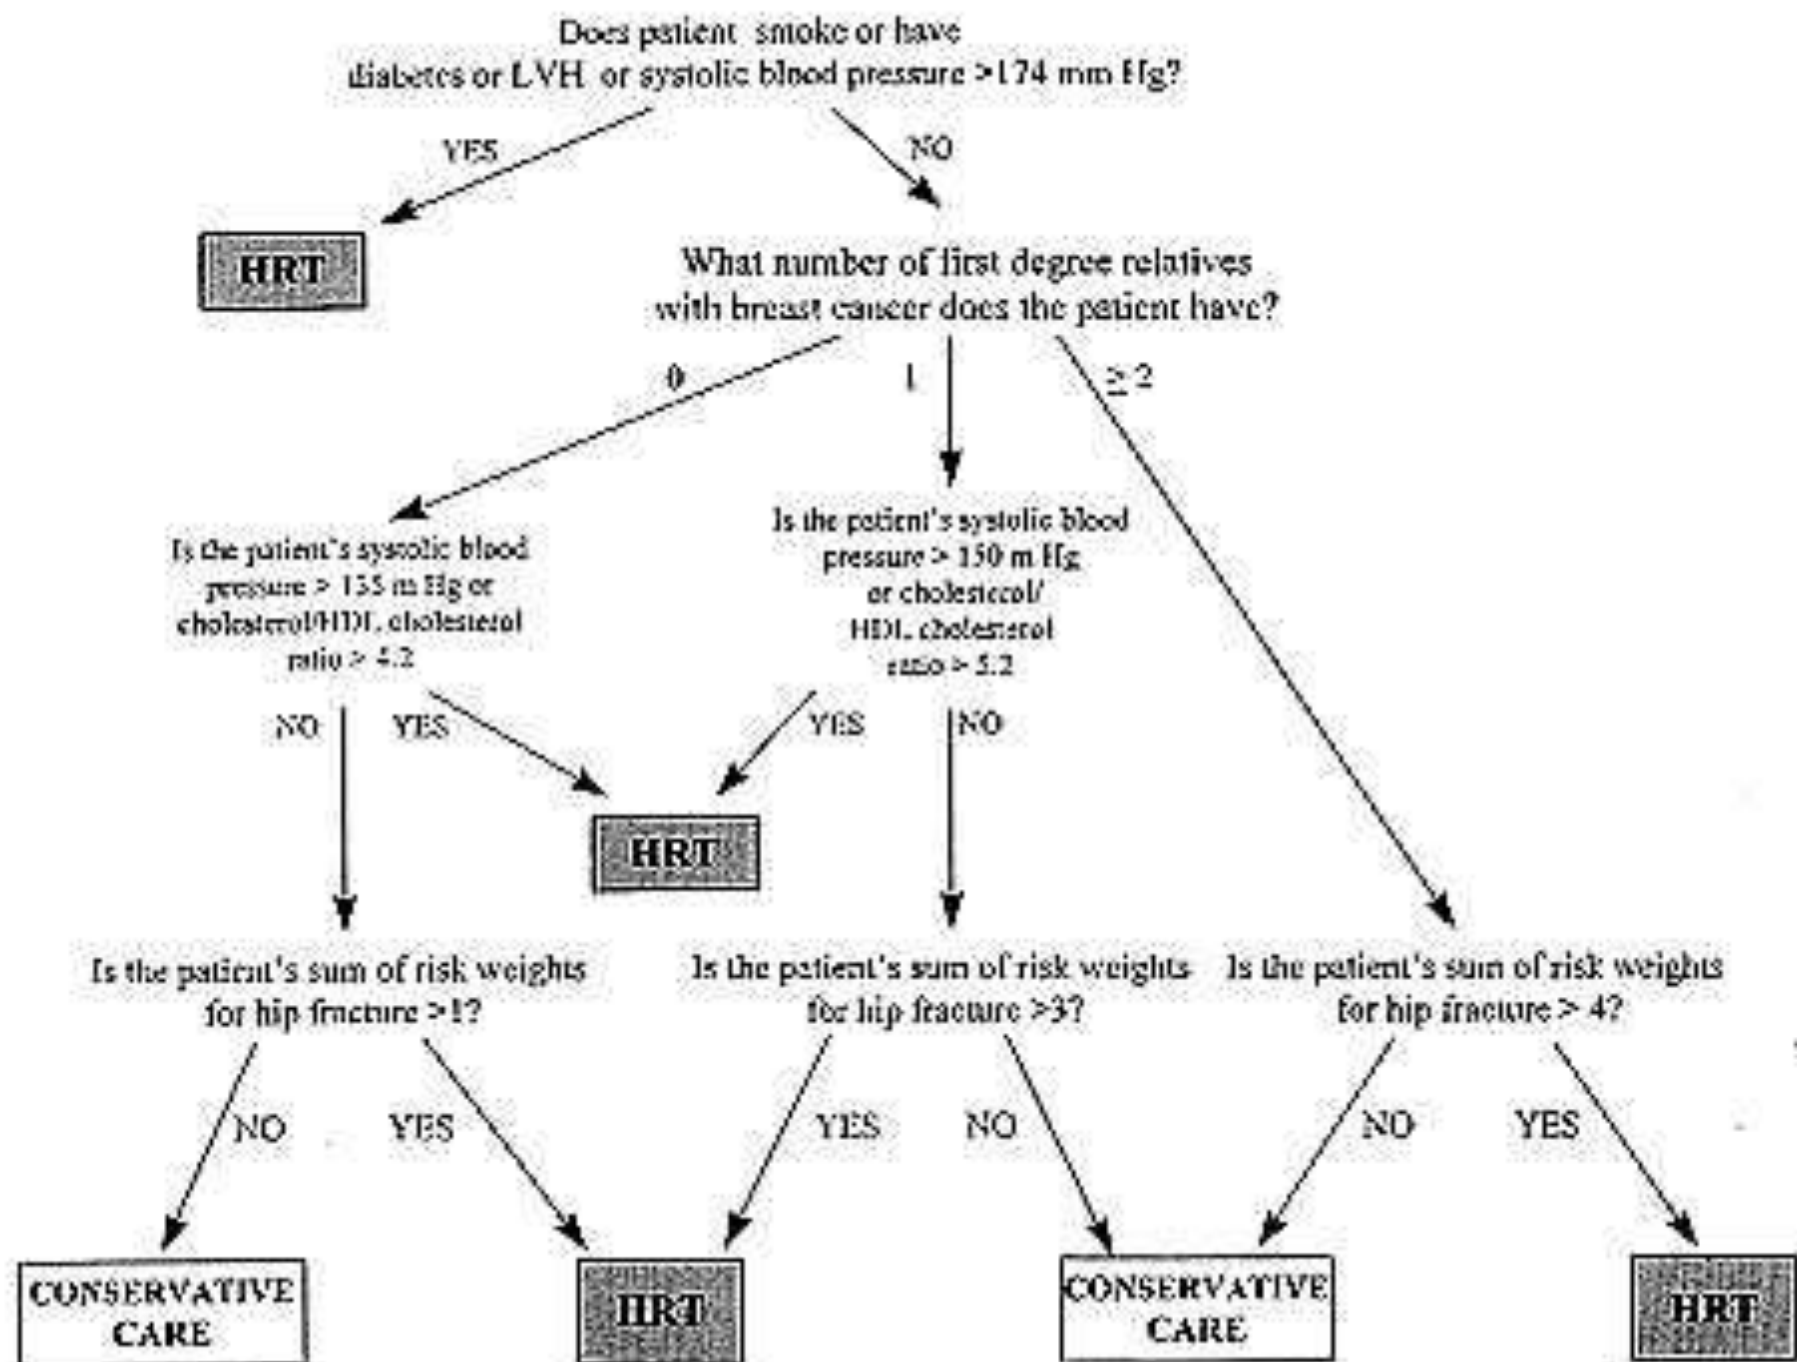 Does patient smoke or have
diabetes or LVH or systolic blood pressure >174 mm Hg?
YES
NO
HRT
What number of first degree relatives
with breast cancer does the patient have?
0
1
≥ 2
Is the patient's systolic blood
pressure > 135 m Hg or
cholesterol/HDL cholesterol
ratio > 4.2
Is the patient's systolic blood
pressure > 150 m Hg
or cholesterol/
HDL cholesterol
ratio > 5.2
NO
YES
YES
NO
HRT
Is the patient's sum of risk weights
for hip fracture >1?
Is the patient's sum of risk weights
for hip fracture >3?
Is the patient's sum of risk weights
for hip fracture > 4?
NO
YES
YES
NO
NO
YES
CONSERVATIVE
CARE
HRT
CONSERVATIVE
CARE
HRT